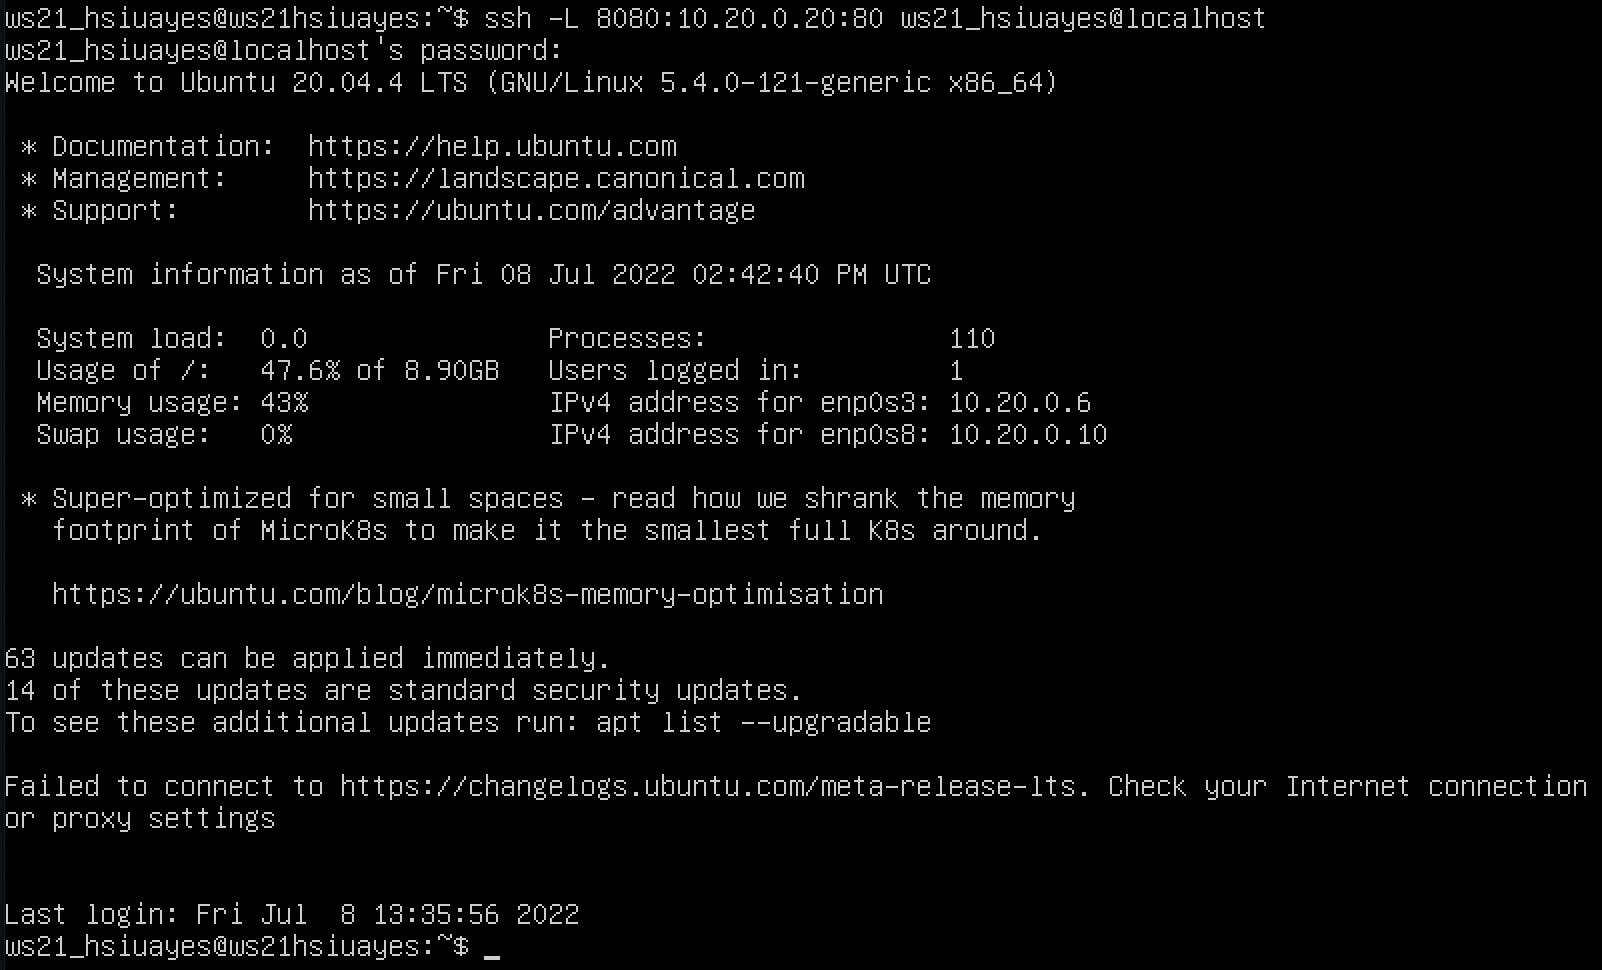 ws21_hsiuayes@ws21hsiuayes:~$ ssh -L 8080:10.20.0.20:80 ws21_hsiuayes@localhost
ws21_hsiuayes@localhost's password:
Welcome to Ubuntu 20.04.4 LTS (GNU/Linux 5.4.0-121-generic x86_64)

 * Documentation:  https://help.ubuntu.com
 * Management:     https://landscape.canonical.com
 * Support:        https://ubuntu.com/advantage

  System information as of Fri 08 Jul 2022 02:42:40 PM UTC

  System load:  0.0               Processes:               110
  Usage of /:   47.6% of 8.90GB   Users logged in:         1
  Memory usage: 43%               IPv4 address for enp0s3: 10.20.0.6
  Swap usage:   0%                IPv4 address for enp0s8: 10.20.0.10

 * Super-optimized for small spaces - read how we shrank the memory
   footprint of MicroK8s to make it the smallest full K8s around.

   https://ubuntu.com/blog/microk8s-memory-optimisation

63 updates can be applied immediately.
14 of these updates are standard security updates.
To see these additional updates run: apt list --upgradable

Failed to connect to https://changelogs.ubuntu.com/meta-release-lts. Check your Internet connection
or proxy settings


Last login: Fri Jul  8 13:35:56 2022
ws21_hsiuayes@ws21hsiuayes:~$ _